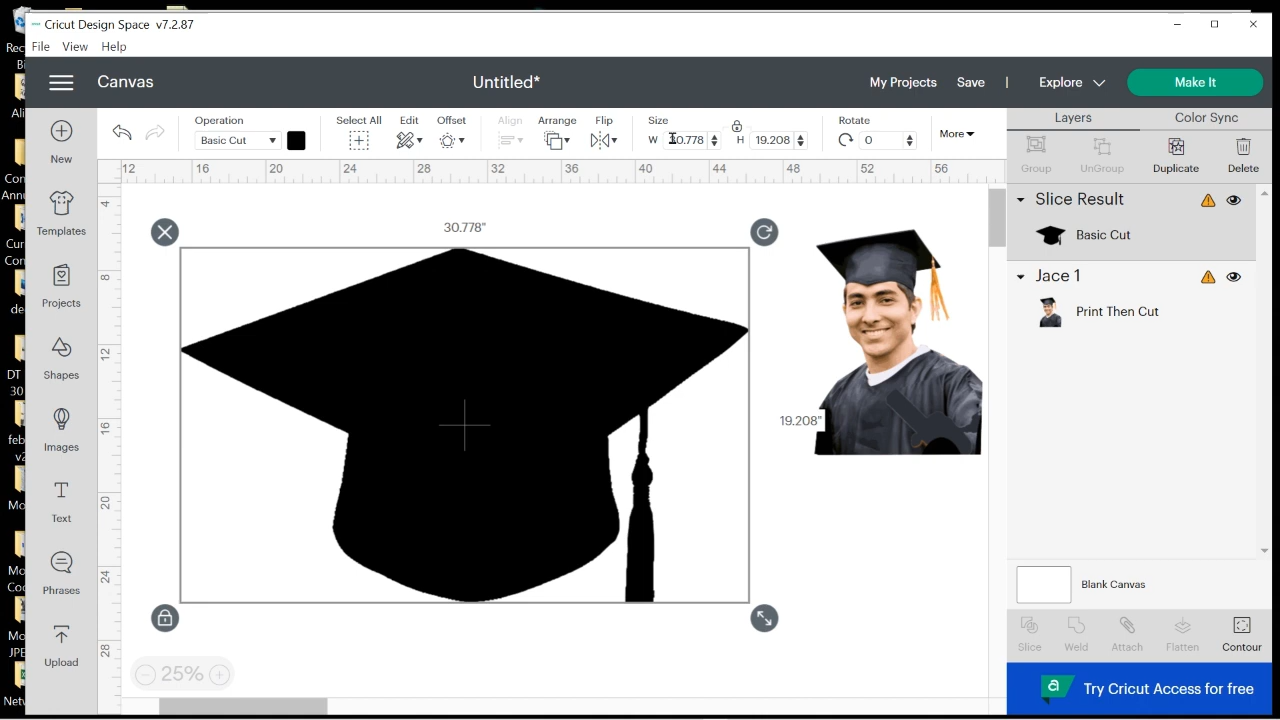 Cricut Design Space v7.2.87
File View Help
Canvas
Untitled*
My Projects Save | Explore
Make It
Operation
Basic Cut
Select All
Edit
Offset
Align
Arrange
Flip
Size
W 30.778
H 19.208
Rotate
0
More
Layers
Color Sync
Group
UnGroup
Duplicate
Delete
New
Templates
Projects
Shapes
Images
Text
Phrases
Upload
12 16 20 24 28 32 36 40 44 48 52 56
4
8
12
16
20
24
28
30.778"
19.208"
25%
Slice Result
Basic Cut
Jace 1
Print Then Cut
Blank Canvas
Slice
Weld
Attach
Flatten
Contour
a Try Cricut Access for free